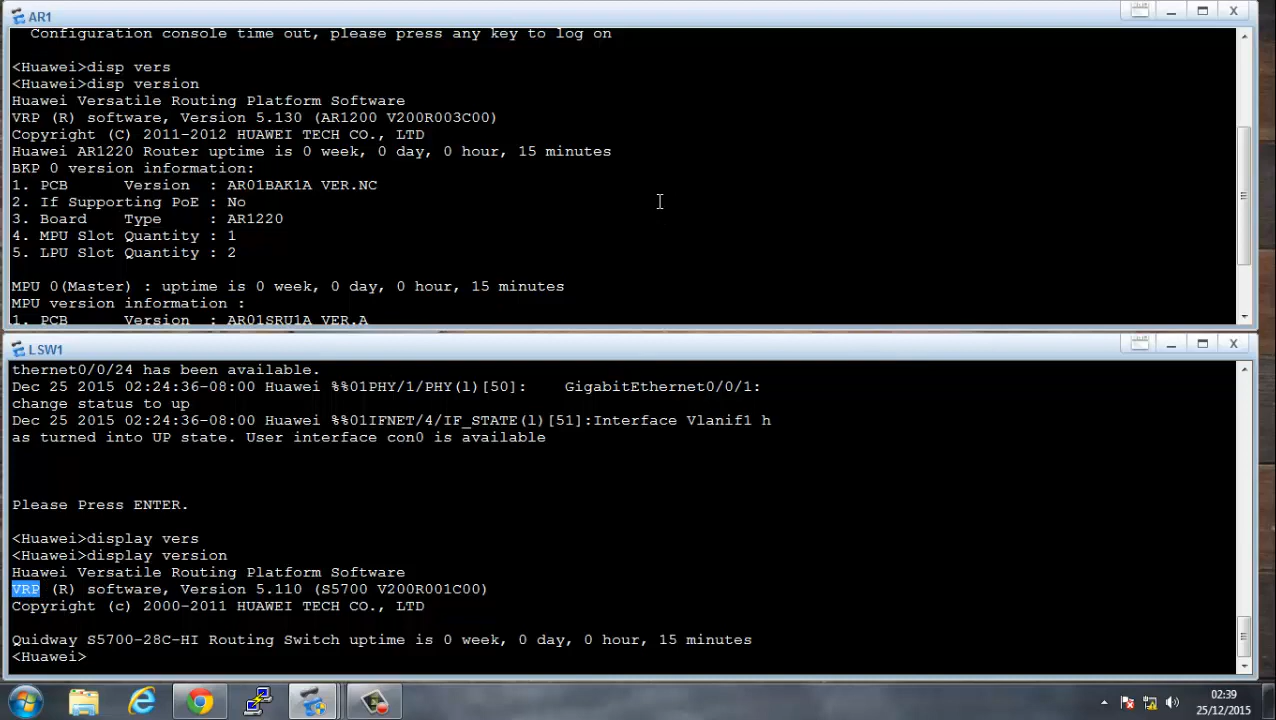 AR1
Configuration console time out, please press any key to log on
<Huawei>disp vers
<Huawei>disp version
Huawei Versatile Routing Platform Software
VRP (R) software, Version 5.130 (AR1200 V200R003C00)
Copyright (C) 2011-2012 HUAWEI TECH CO., LTD
Huawei AR1220 Router uptime is 0 week, 0 day, 0 hour, 15 minutes
BKP 0 version information:
1. PCB      Version  : AR01BAK1A VER.NC
2. If Supporting PoE : No
3. Board    Type     : AR1220
4. MPU Slot Quantity : 1
5. LPU Slot Quantity : 2
MPU 0(Master) : uptime is 0 week, 0 day, 0 hour, 15 minutes
MPU version information :
1. PCB      Version  : AR01SRU1A VER.A
LSW1
thernet0/0/24 has been available.
Dec 25 2015 02:24:36-08:00 Huawei %%01PHY/1/PHY(l)[50]:    GigabitEthernet0/0/1:
change status to up
Dec 25 2015 02:24:36-08:00 Huawei %%01IFNET/4/IF_STATE(l)[51]:Interface Vlanif1 h
as turned into UP state. User interface con0 is available
Please Press ENTER.
<Huawei>display vers
<Huawei>display version
Huawei Versatile Routing Platform Software
VRP (R) software, Version 5.110 (S5700 V200R001C00)
Copyright (c) 2000-2011 HUAWEI TECH CO., LTD
Quidway S5700-28C-HI Routing Switch uptime is 0 week, 0 day, 0 hour, 15 minutes
<Huawei>
02:39
25/12/2015